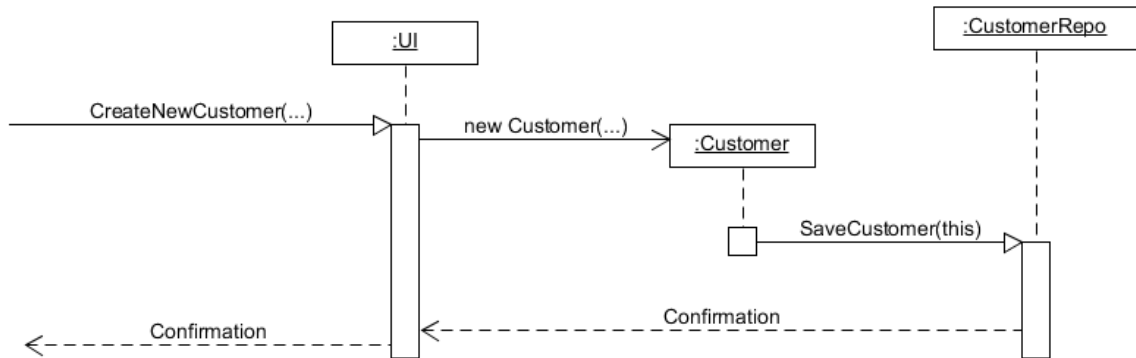 :UI
:CustomerRepo
CreateNewCustomer(...)
new Customer(...)
:Customer
SaveCustomer(this)
Confirmation
Confirmation